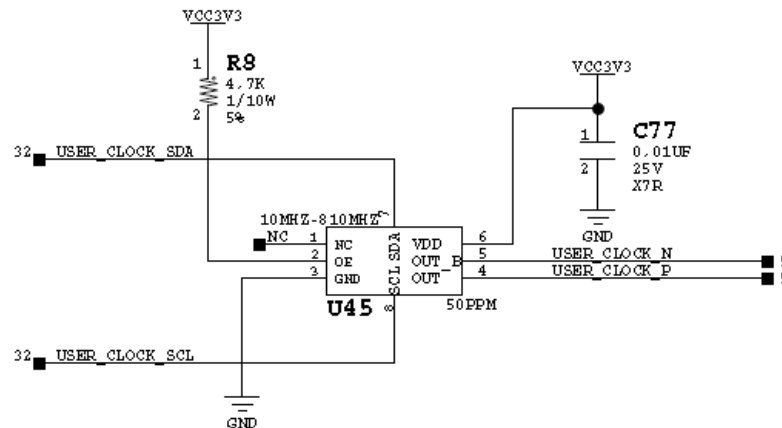 VCC3V3
1
R8
4.7K
1/10W
5%
2
VCC3V3
1
C77
0.01UF
25V
X7R
2
GND
32
USER_CLOCK_SDA
10MHZ-810MHZ
7
NC
1
NC
SDA
VDD
6
2
OE
OUT_B
5
USER_CLOCK_N
3
GND
SCL
OUT
4
USER_CLOCK_P
U45
8
50PPM
32
USER_CLOCK_SCL
GND